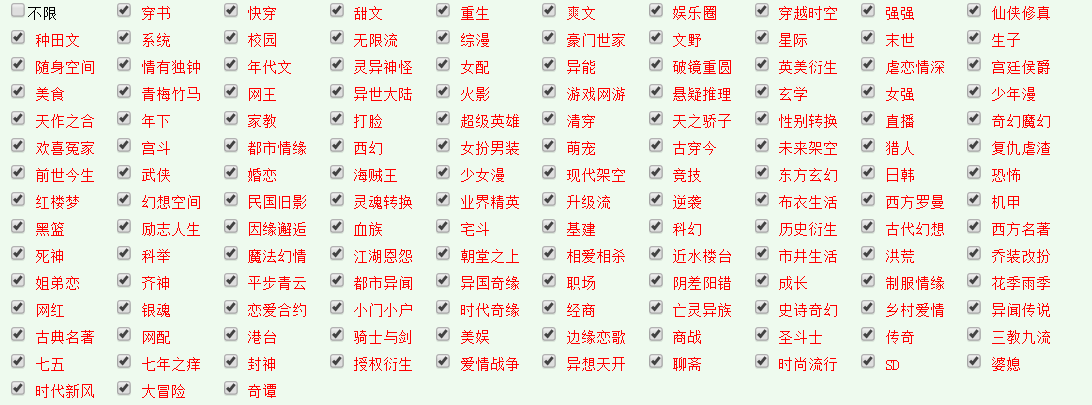 不限 穿书 快穿 甜文 重生 爽文 娱乐圈 穿越时空 强强 仙侠修真
种田文 系统 校园 无限流 综漫 豪门世家 文野 星际 末世 生子
随身空间 情有独钟 年代文 灵异神怪 女配 异能 破镜重圆 英美衍生 虐恋情深 宫廷侯爵
美食 青梅竹马 网王 异世大陆 火影 游戏网游 悬疑推理 玄学 女强 少年漫
天作之合 年下 家教 打脸 超级英雄 清穿 天之骄子 性别转换 直播 奇幻魔幻
欢喜冤家 宫斗 都市情缘 西幻 女扮男装 萌宠 古穿今 未来架空 猎人 复仇虐渣
前世今生 武侠 婚恋 海贼王 少女漫 现代架空 竞技 东方玄幻 日韩 恐怖
红楼梦 幻想空间 民国旧影 灵魂转换 业界精英 升级流 逆袭 布衣生活 西方罗曼 机甲
黑篮 励志人生 因缘邂逅 血族 宅斗 基建 科幻 历史衍生 古代幻想 西方名著
死神 科举 魔法幻情 江湖恩怨 朝堂之上 相爱相杀 近水楼台 市井生活 洪荒 乔装改扮
姐弟恋 齐神 平步青云 都市异闻 异国奇缘 职场 阴差阳错 成长 制服情缘 花季雨季
网红 银魂 恋爱合约 小门小户 时代奇缘 经商 亡灵异族 史诗奇幻 乡村爱情 异闻传说
古典名著 网配 港台 骑士与剑 美娱 边缘恋歌 商战 圣斗士 传奇 三教九流
七五 七年之痒 封神 授权衍生 爱情战争 异想天开 聊斋 时尚流行 SD 婆媳
时代新风 大冒险 奇谭